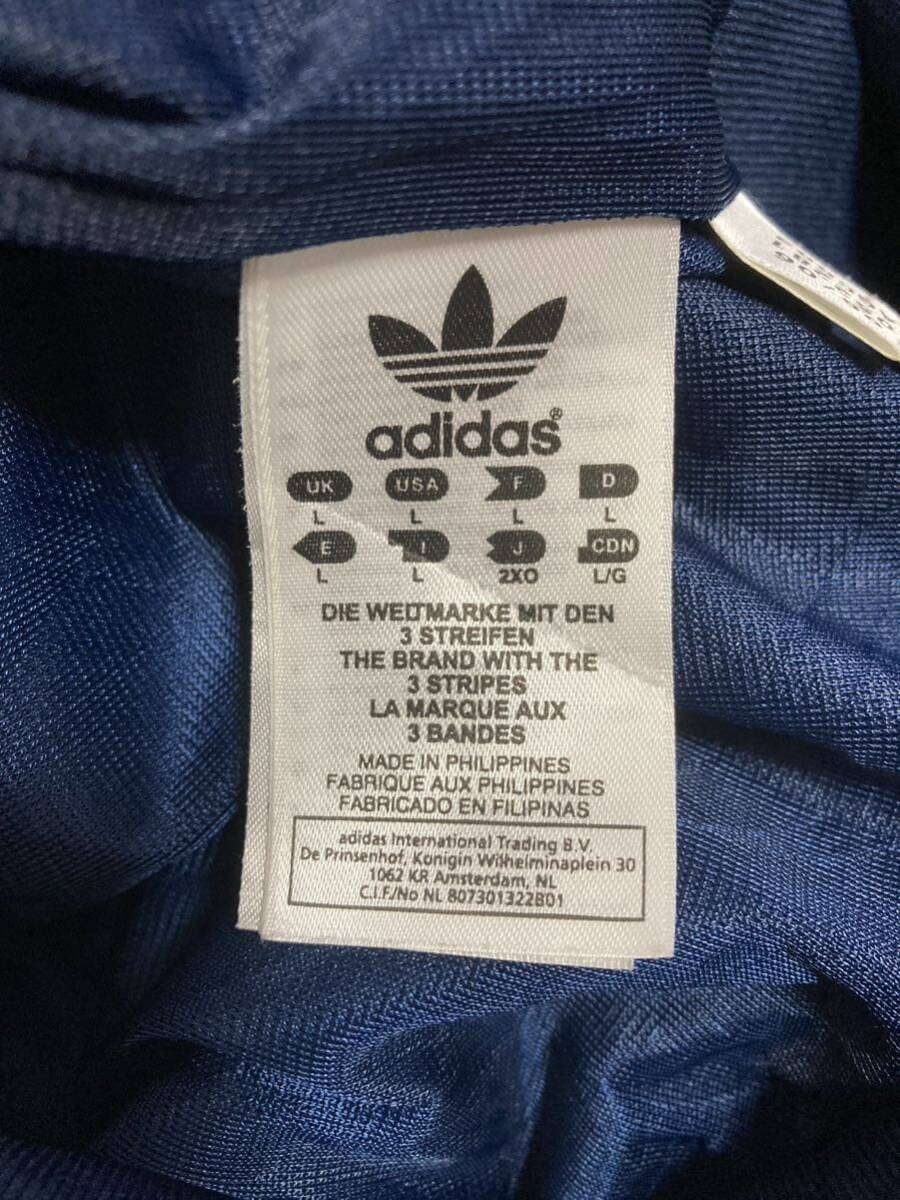 adidas®
UK USA F D
L L L L
E I J CDN
L L 2XO L/G
DIE WELTMARKE MIT DEN
3 STREIFEN
THE BRAND WITH THE
3 STRIPES
LA MARQUE AUX
3 BANDES
MADE IN PHILIPPINES
FABRIQUE AUX PHILIPPINES
FABRICADO EN FILIPINAS
adidas International Trading B.V.
De Prinsenhof, Konigin Wilhelminaplein 30
1062 KR Amsterdam, NL
C.I.F./No NL 807301322B01